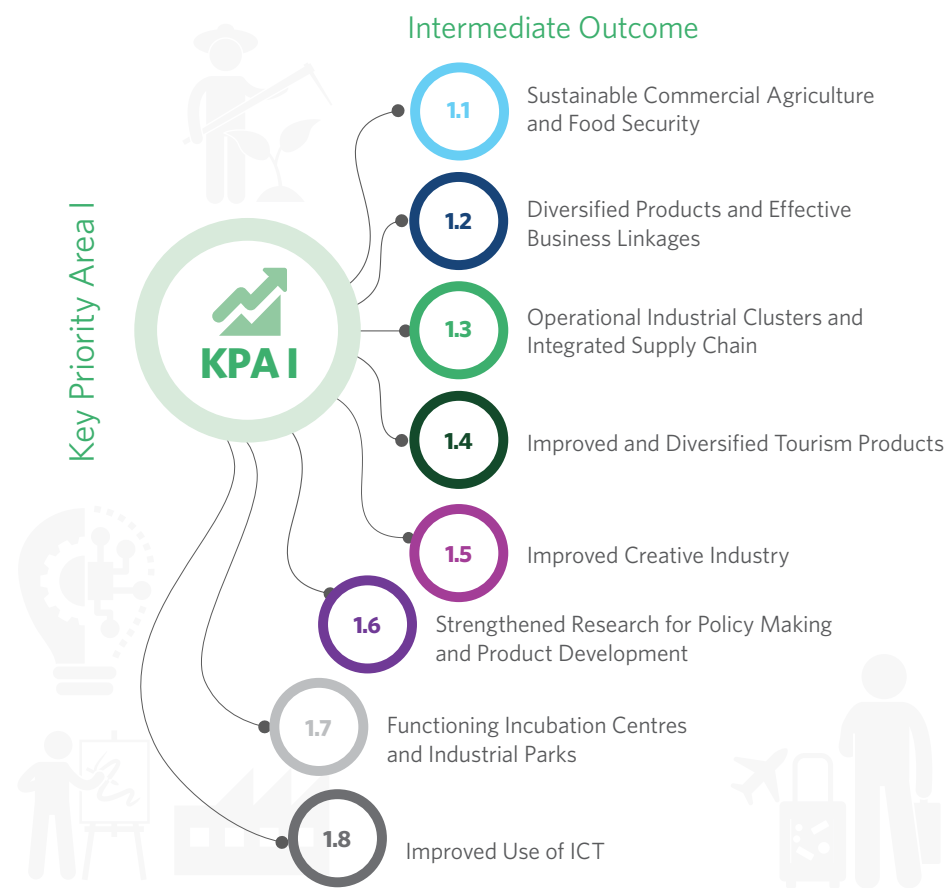 Intermediate Outcome
Key Priority Area I
KPA I
1.1
Sustainable Commercial Agriculture
and Food Security
1.2
Diversified Products and Effective
Business Linkages
1.3
Operational Industrial Clusters and
Integrated Supply Chain
1.4
Improved and Diversified Tourism Products
1.5
Improved Creative Industry
1.6
Strengthened Research for Policy Making
and Product Development
1.7
Functioning Incubation Centres
and Industrial Parks
1.8
Improved Use of ICT